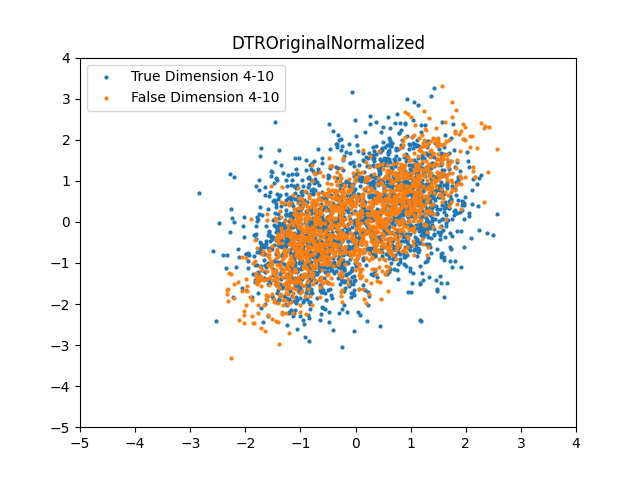 DTROriginalNormalized
True Dimension 4-10
False Dimension 4-10
4
3
2
1
0
−1
−2
−3
−4
−5
−5 −4 −3 −2 −1 0 1 2 3 4